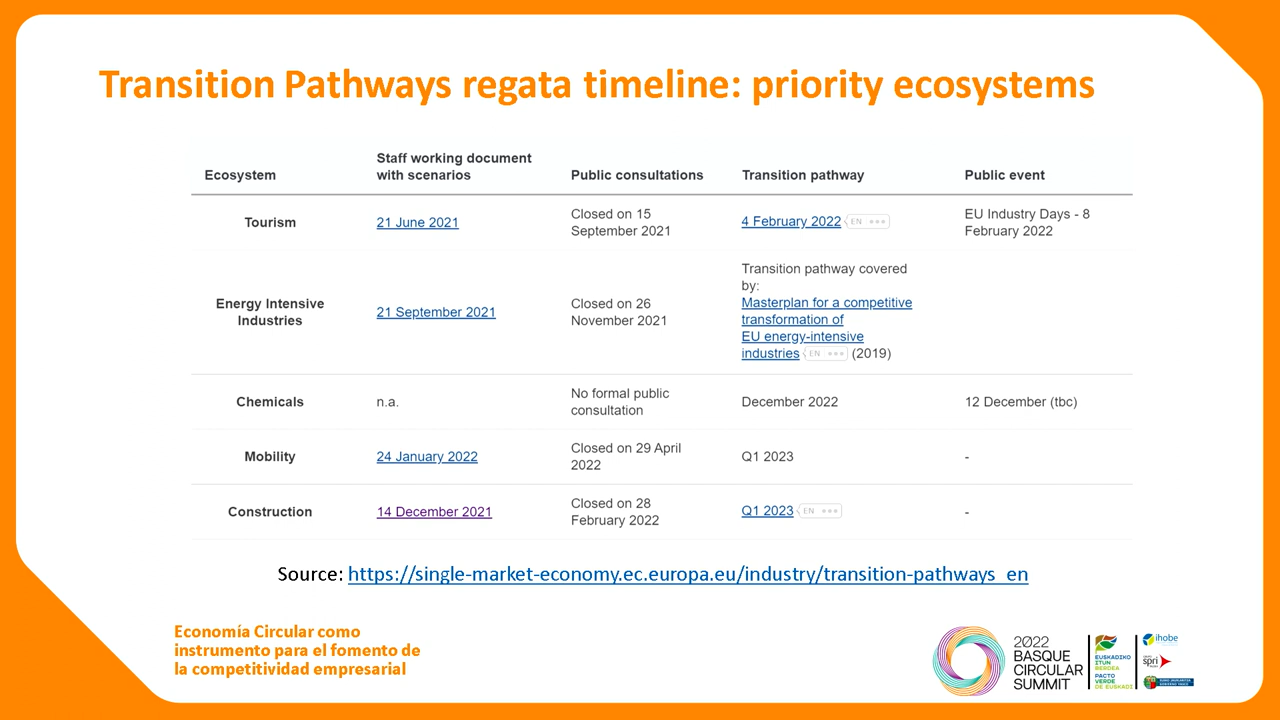 Transition Pathways regata timeline: priority ecosystems
Ecosystem
Staff working document
with scenarios
Public consultations
Transition pathway
Public event
Tourism
21 June 2021
Closed on 15
September 2021
4 February 2022 EN
EU Industry Days - 8
February 2022
Energy Intensive
Industries
21 September 2021
Closed on 26
November 2021
Transition pathway covered
by:
Masterplan for a competitive
transformation of
EU energy-intensive
industries EN (2019)
Chemicals
n.a.
No formal public
consultation
December 2022
12 December (tbc)
Mobility
24 January 2022
Closed on 29 April
2022
Q1 2023
-
Construction
14 December 2021
Closed on 28
February 2022
Q1 2023 EN
-
Source: https://single-market-economy.ec.europa.eu/industry/transition-pathways_en
Economía Circular como
instrumento para el fomento de
la competitividad empresarial
2022
BASQUE
CIRCULAR
SUMMIT
EUSKADIKO
ITUN
BERDEA
PACTO
VERDE
DE EUSKADI
ihobe
spri